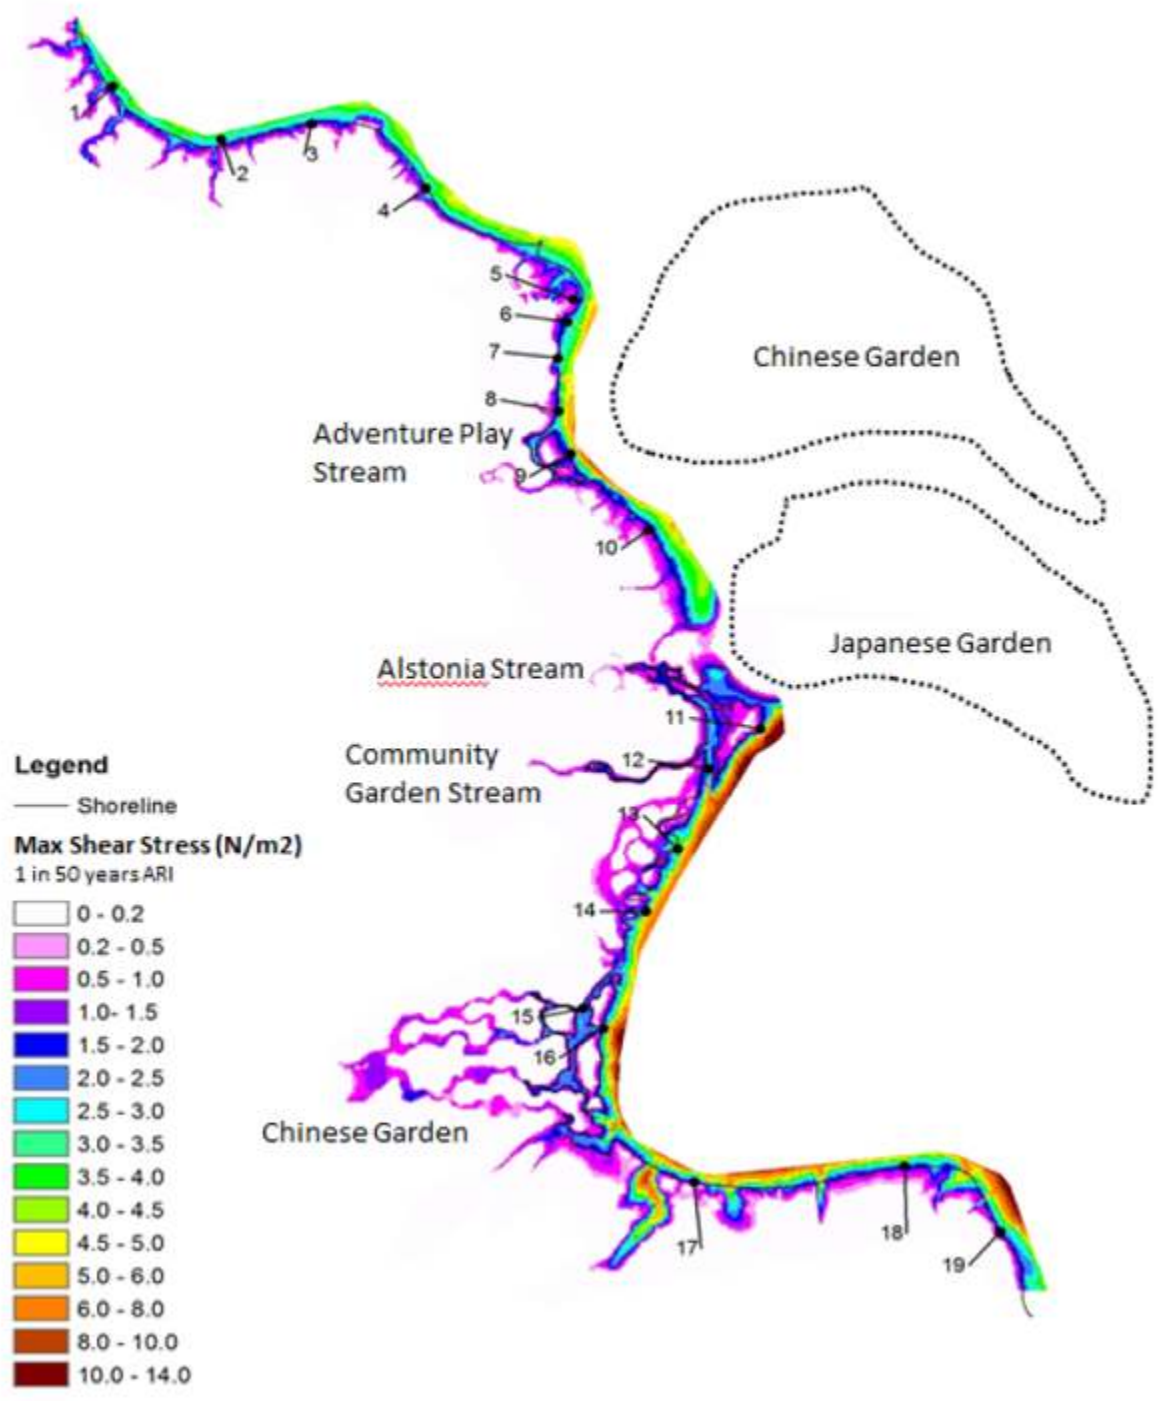 1
2
3
4
5
6
7
8
Chinese Garden
Adventure Play
Stream
9
10
Japanese Garden
Alstonia Stream
11
Community
Garden Stream
12
13
14
15
16
Chinese Garden
17
18
19
Legend
Shoreline
Max Shear Stress (N/m2)
1 in 50 years ARI
0 - 0.2
0.2 - 0.5
0.5 - 1.0
1.0- 1.5
1.5 - 2.0
2.0 - 2.5
2.5 - 3.0
3.0 - 3.5
3.5 - 4.0
4.0 - 4.5
4.5 - 5.0
5.0 - 6.0
6.0 - 8.0
8.0 - 10.0
10.0 - 14.0